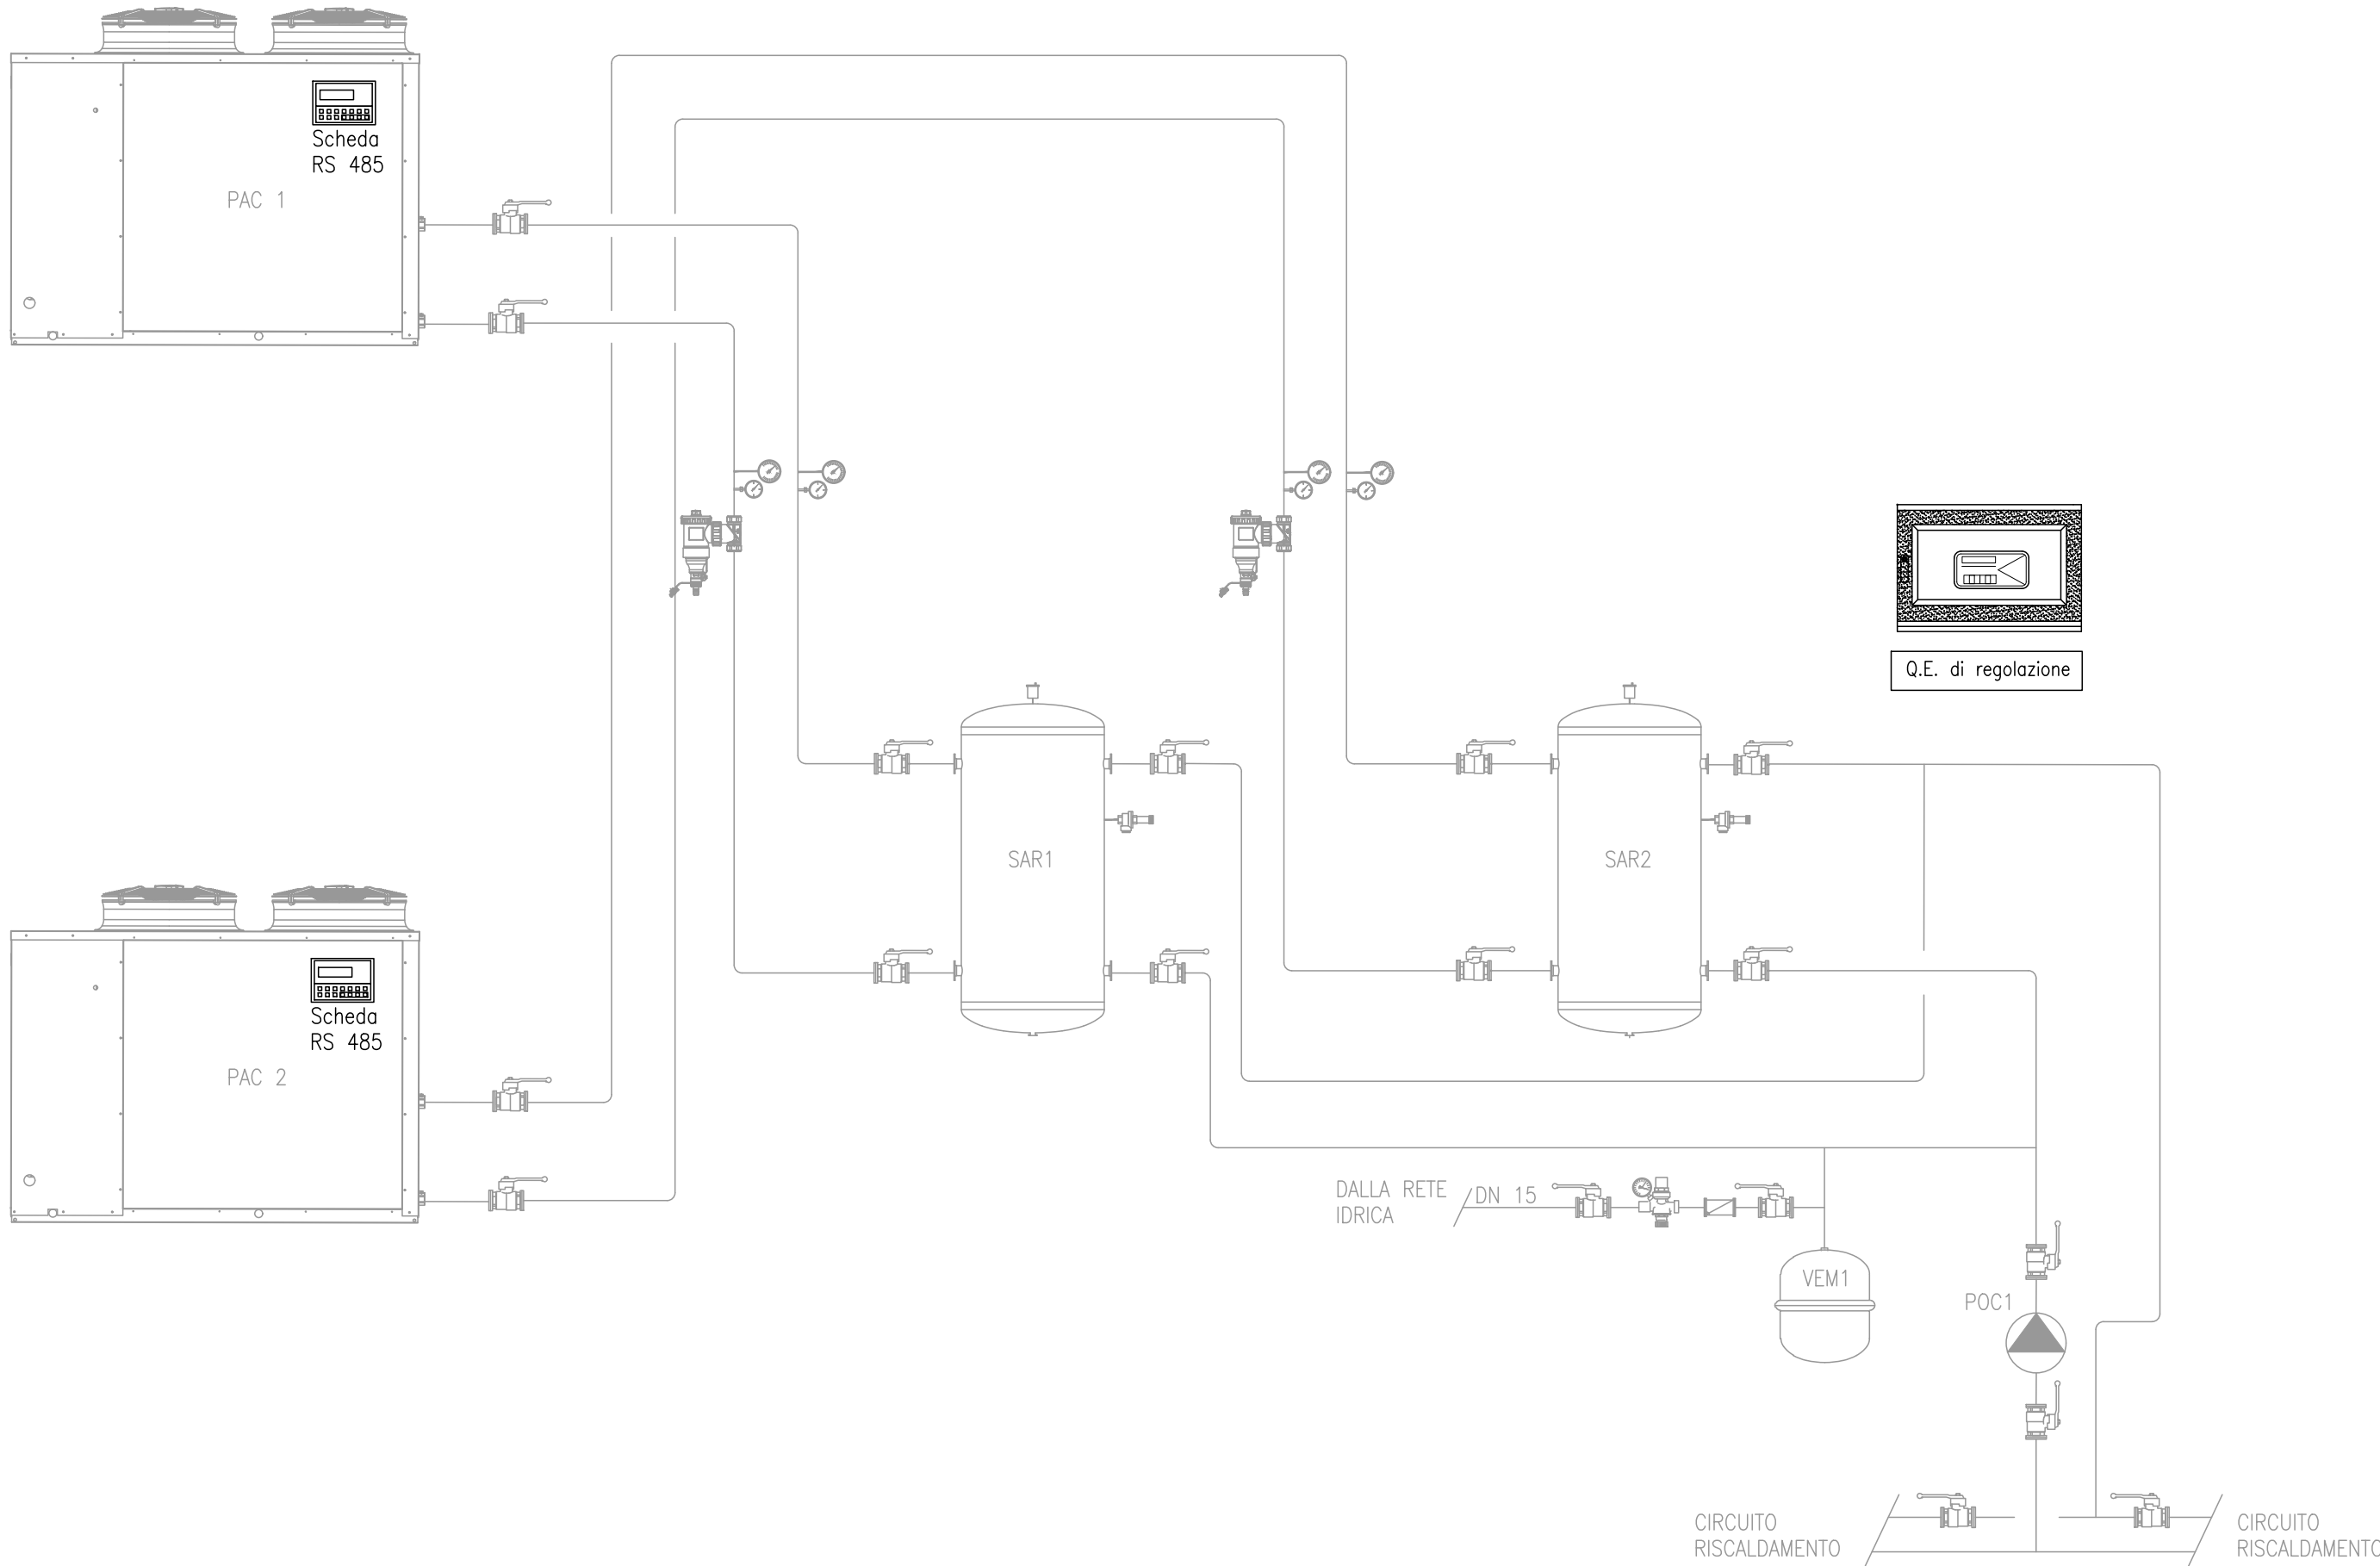 Scheda
RS 485
PAC 1
Q.E. di regolazione
SAR1
SAR2
Scheda
RS 485
PAC 2
DALLA RETE
IDRICA
DN 15
VEM1
POC1
CIRCUITO
RISCALDAMENTO
CIRCUITO
RISCALDAMENTO